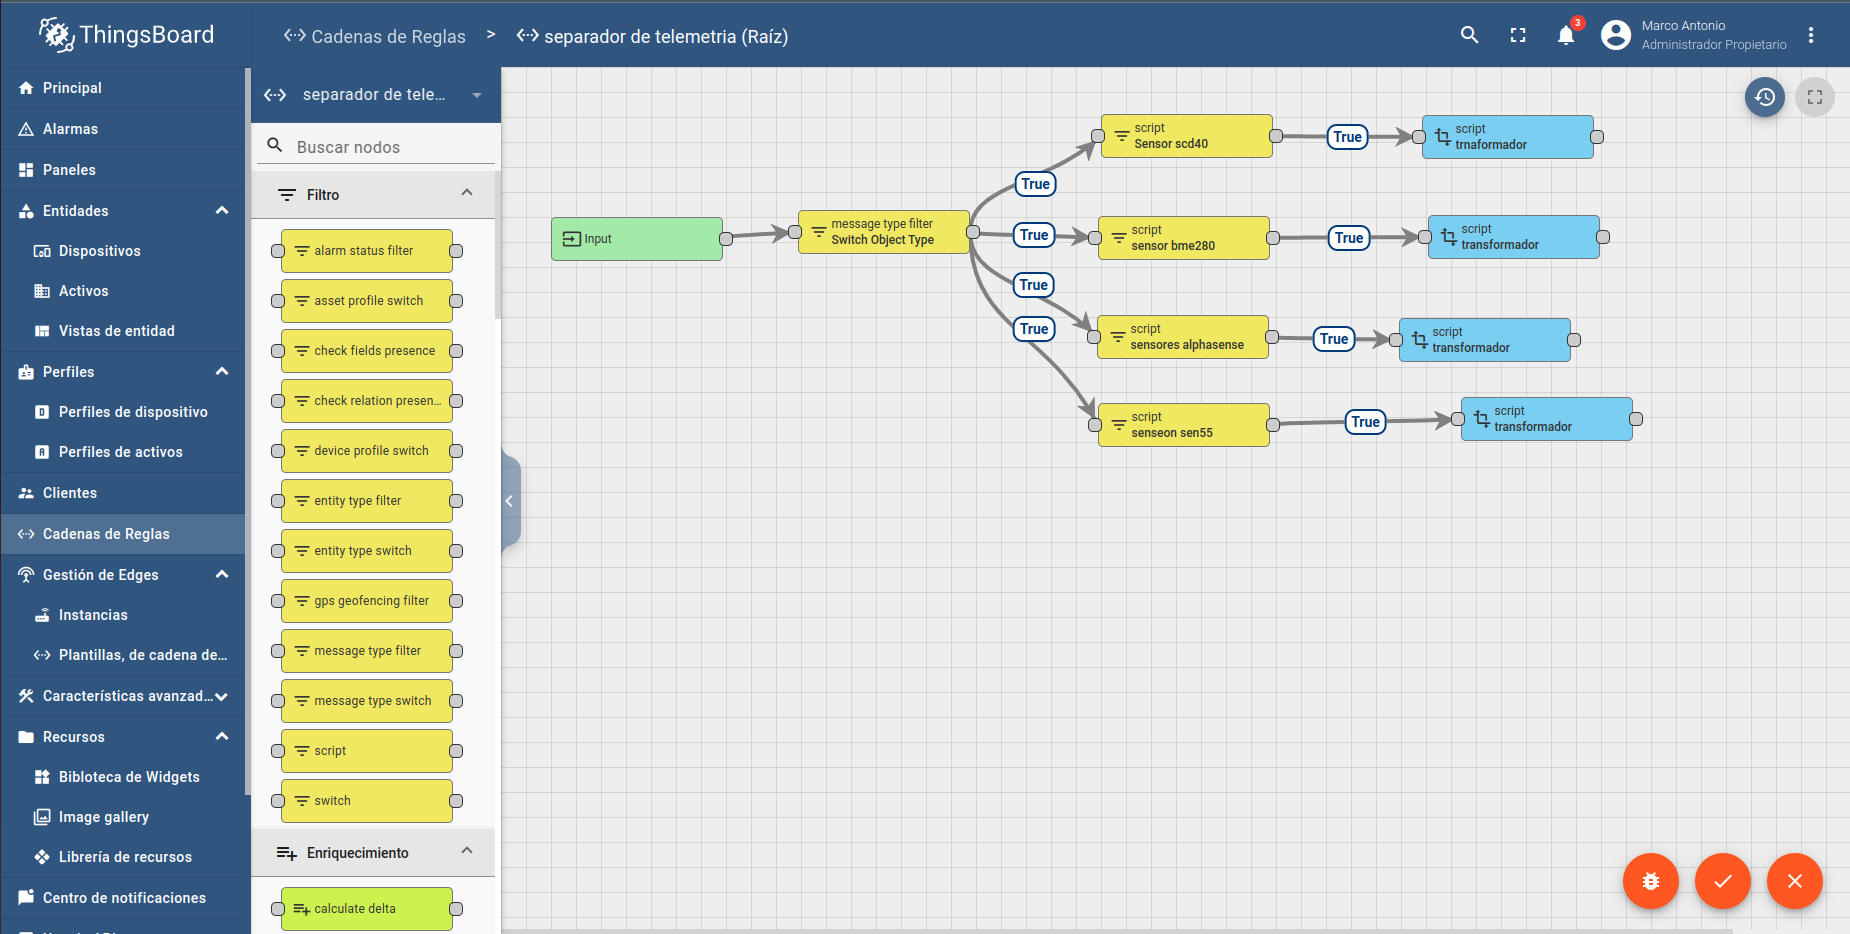 ThingsBoard
Cadenas de Reglas > separador de telemetria (Raíz)
3
Marco Antonio
Administrador Propietario
Principal
Alarmas
Paneles
Entidades
Dispositivos
Activos
Vistas de entidad
Perfiles
Perfiles de dispositivo
Perfiles de activos
Clientes
Cadenas de Reglas
Gestión de Edges
Instancias
Plantillas, de cadena de...
Características avanzad...
Recursos
Bibloteca de Widgets
Image gallery
Librería de recursos
Centro de notificaciones
separador de tele...
Buscar nodos
Filtro
alarm status filter
asset profile switch
check fields presence
check relation presen...
device profile switch
entity type filter
entity type switch
gps geofencing filter
message type filter
message type switch
script
switch
Enriquecimiento
calculate delta
Input
message type filter
Switch Object Type
True
script
Sensor scd40
True
script
trnaformador
True
script
sensor bme280
True
script
transformador
True
script
sensores alphasense
True
script
transformador
True
script
senseon sen55
True
script
transformador